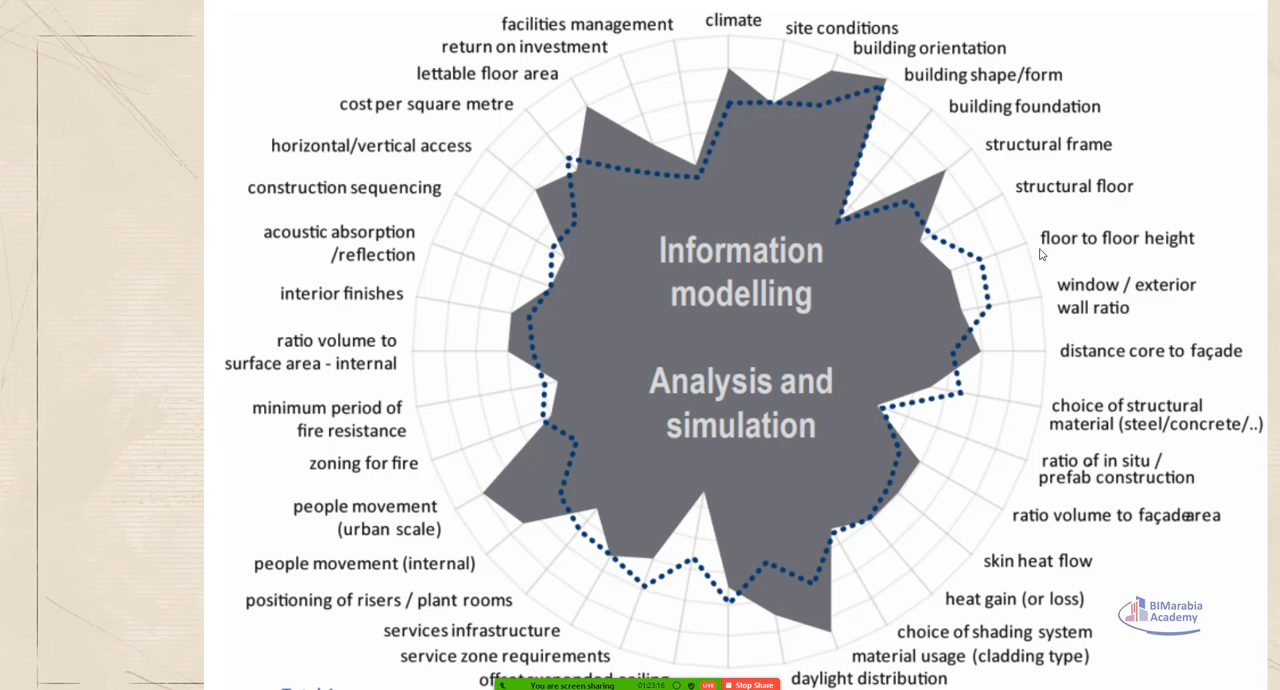 climate
site conditions
building orientation
building shape/form
building foundation
structural frame
structural floor
floor to floor height
window / exterior
wall ratio
distance core to façade
choice of structural
material (steel/concrete/..)
ratio of in situ /
prefab construction
ratio volume to façade area
skin heat flow
heat gain (or loss)
choice of shading system
material usage (cladding type)
daylight distribution
service zone requirements
services infrastructure
positioning of risers / plant rooms
people movement (internal)
people movement
(urban scale)
zoning for fire
minimum period of
fire resistance
ratio volume to
surface area - internal
interior finishes
acoustic absorption
/reflection
construction sequencing
horizontal/vertical access
cost per square metre
lettable floor area
return on investment
facilities management
Information
modelling
Analysis and
simulation
BIMarabia
Academy
You are screen sharing
01:23:16
LIVE
Stop Share